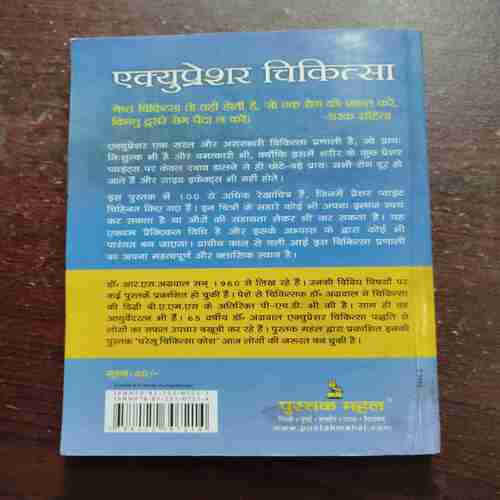 एक्युप्रेशर चिकित्सा
श्रेष्ठ चिकित्सा तो वही होती है, जो एक रोग को शान्त करे,
किन्तु दूसरा रोग पैदा न करे।
-चरक संहिता
एक्युप्रेशर एक सरल और असरकारी चिकित्सा प्रणाली है, जो प्रायः
निःशुल्क भी है और चमत्कारी भी, क्योंकि इसमें शरीर के कुछ प्रेशर
प्वाइंट्स पर केवल दबाव डालने से ही छोटे-बड़े प्रायः सभी रोग दूर हो
जाते हैं और साइड इफेक्ट्स भी नहीं होते।
इस पुस्तक में 100 से अधिक रेखाचित्र हैं, जिनमें प्रेशर प्वाइंट
चिह्नित किए गए हैं। इन चित्रों के सहारे कोई भी अपना इलाज स्वयं
कर सकता है या औरों की सहायता लेकर भी कर सकता है। यह
एकदम प्रैक्टिकल विधि है और इसके अभ्यास के द्वारा कोई भी
पारंगत बन जाएगा। प्राचीन काल से चली आई इस चिकित्सा प्रणाली
का अपना महत्वपूर्ण और क्लासिक स्थान है।
डॉ॰ आर.एस.अग्रवाल सन् 1960 से लिख रहे हैं। उनकी विविध विषयों पर
कई पुस्तकें प्रकाशित हो चुकी हैं। पेशे से चिकित्सक डॉ॰ अग्रवाल ने चिकित्सा
की डिग्री बी.ए.एम.एस के अतिरिक्त पी-एच.डी. भी की है। साथ ही वह
आयुर्वेदरत्न भी हैं। 65 वर्षीय डॉ॰ अग्रवाल एक्युप्रेशर चिकित्सा पद्धति से
लोगों का सफल उपचार बखूबी कर रहे हैं। पुस्तक महल द्वारा प्रकाशित इनकी
पुस्तक 'घरेलू चिकित्सा कोश' आज लोगों की जरूरत बन चुकी है।
पुस्तक महल
www.pustakmahal.com